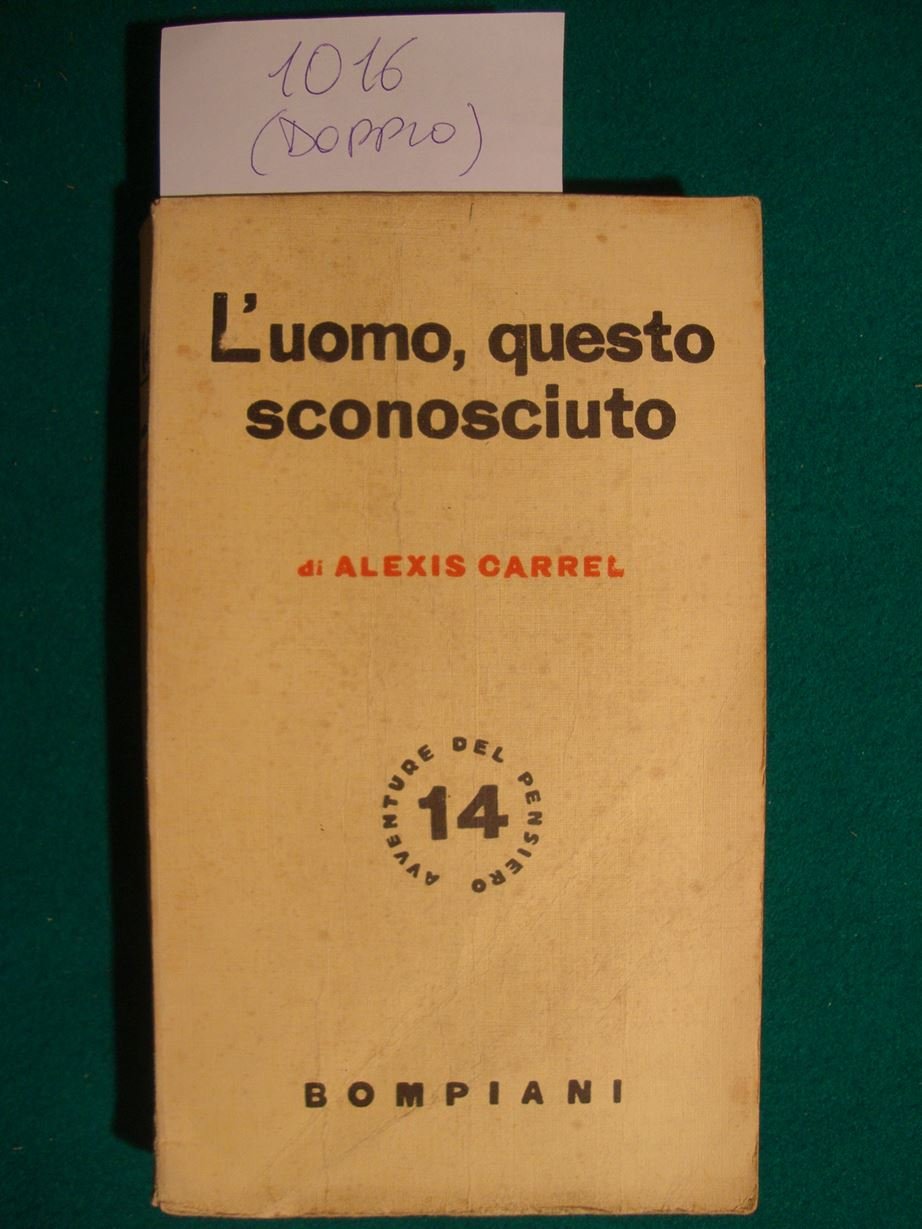 1016
(DOPPIO)
L'uomo, questo
sconosciuto
di ALEXIS CARREL
AVVENTURE DEL PENSIERO
14
BOMPIANI